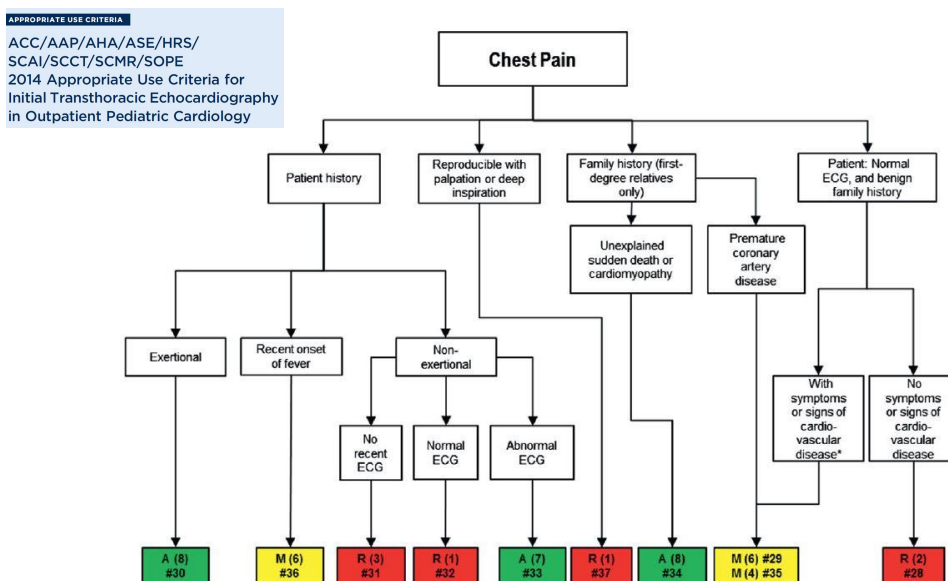 APPROPRIATE USE CRITERIA
ACC/AAP/AHA/ASE/HRS/
SCAI/SCCT/SCMR/SOPE
2014 Appropriate Use Criteria for
Initial Transthoracic Echocardiography
in Outpatient Pediatric Cardiology
Chest Pain
Patient history
Reproducible with
palpation or deep
inspiration
Family history (first-
degree relatives
only)
Patient: Normal
ECG, and benign
family history
Unexplained
sudden death or
cardiomyopathy
Premature
coronary
artery
disease
Exertional
Recent onset
of fever
Non-
exertional
With
symptoms
or signs of
cardio-
vascular
disease*
No
symptoms
or signs of
cardio-
vascular
disease
No
recent
ECG
Normal
ECG
Abnormal
ECG
A (8)
#30
M (6)
#36
R (3)
#31
R (1)
#32
A (7)
#33
R (1)
#37
A (8)
#34
M (6) #29
M (4) #35
R (2)
#28